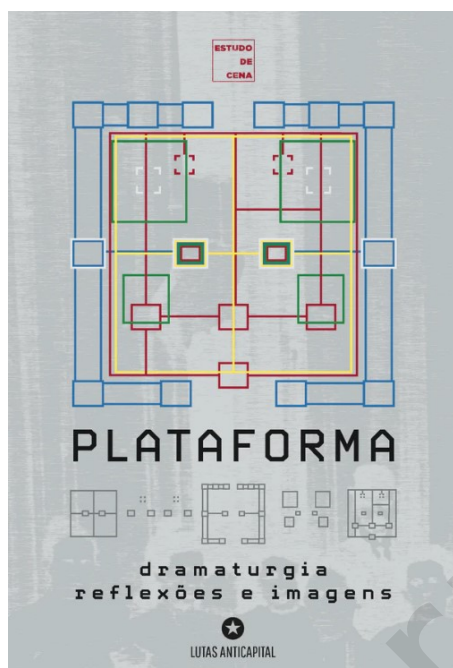 ESTUDO
DE
CENA
PLATAFORMA
dramaturgia
reflexões e imagens
LUTAS ANTICAPITAL